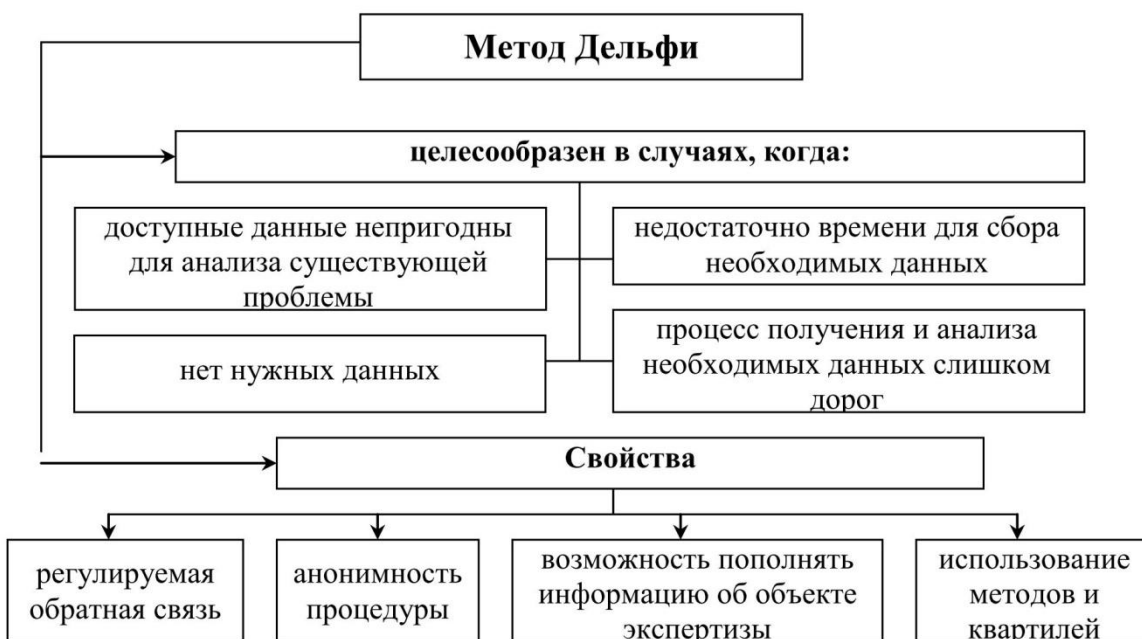 Метод Дельфи
целесообразен в случаях, когда:
доступные данные непригодны
для анализа существующей
проблемы
недостаточно времени для сбора
необходимых данных
нет нужных данных
процесс получения и анализа
необходимых данных слишком
дорог
Свойства
регулируемая
обратная связь
анонимность
процедуры
возможность пополнять
информацию об объекте
экспертизы
использование
методов и
квартилей